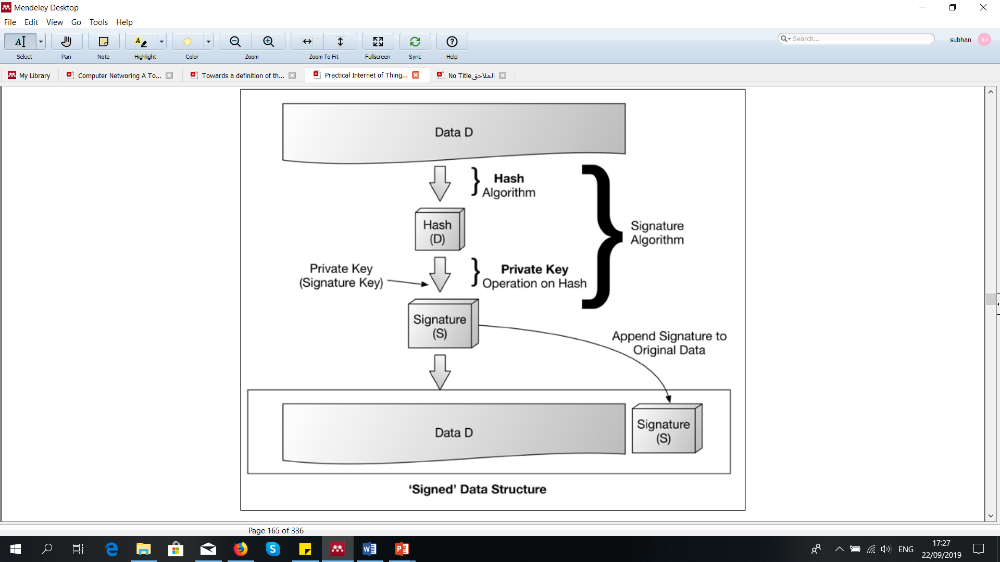 Mendeley Desktop
File Edit View Go Tools Help
Search...
subhan
SU
Select Pan Note Highlight Color Zoom Zoom To Fit Fullscreen Sync Help
My Library
Computer Networing A To...
Towards a definition of th...
Practical Internet of Thing...
No Titleالملاحق
Data D
Hash
Algorithm
Hash
(D)
Signature
Algorithm
Private Key
(Signature Key)
Private Key
Operation on Hash
Signature
(S)
Append Signature to
Original Data
Data D
Signature
(S)
‘Signed’ Data Structure
Page 165 of 336
ENG
17:27
22/09/2019